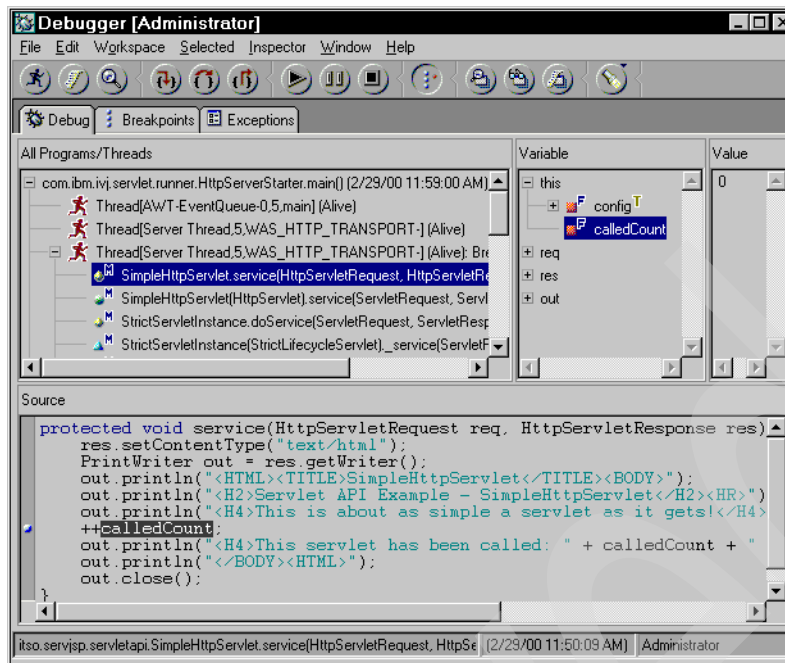 Debugger [Administrator]
File Edit Workspace Selected Inspector Window Help
Debug Breakpoints Exceptions
All Programs/Threads
com.ibm.ivj.servlet.runner.HttpServerStarter.main() (2/29/00 11:59:00 AM)
Thread[AWT-EventQueue-0,5,main] (Alive)
Thread[Server Thread,5,WAS_HTTP_TRANSPORT-] (Alive)
Thread[Server Thread,5,WAS_HTTP_TRANSPORT-] (Alive): Bre
SimpleHttpServlet.service(HttpServletRequest, HttpServletRe
SimpleHttpServlet(HttpServlet).service(ServletRequest, Servl
StrictServletInstance.doService(ServletRequest, ServletResp
StrictServletInstance(StrictLifecycleServlet)._service(ServletF
Variable
this
config
calledCount
req
res
out
Value
0
Source
protected void service(HttpServletRequest req, HttpServletResponse res)
res.setContentType("text/html");
PrintWriter out = res.getWriter();
out.println("<HTML><TITLE>SimpleHttpServlet</TITLE><BODY>");
out.println("<H2>Servlet API Example - SimpleHttpServlet</H2><HR>")
out.println("<H4>This is about as simple a servlet as it gets!</H4>
++calledCount;
out.println("<H4>This servlet has been called: " + calledCount + "
out.println("</BODY><HTML>");
out.close();
}
itso.servjsp.servletapi.SimpleHttpServlet.service(HttpServletRequest, HttpSe (2/29/00 11:50:09 AM) Administrator